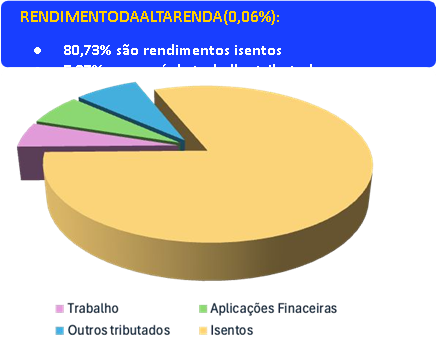 RENDIMENTODAALTARENDA(0,06%):
● 80,73% são rendimentos isentos
Trabalho
Aplicações Finaceiras
Outros tributados
Isentos